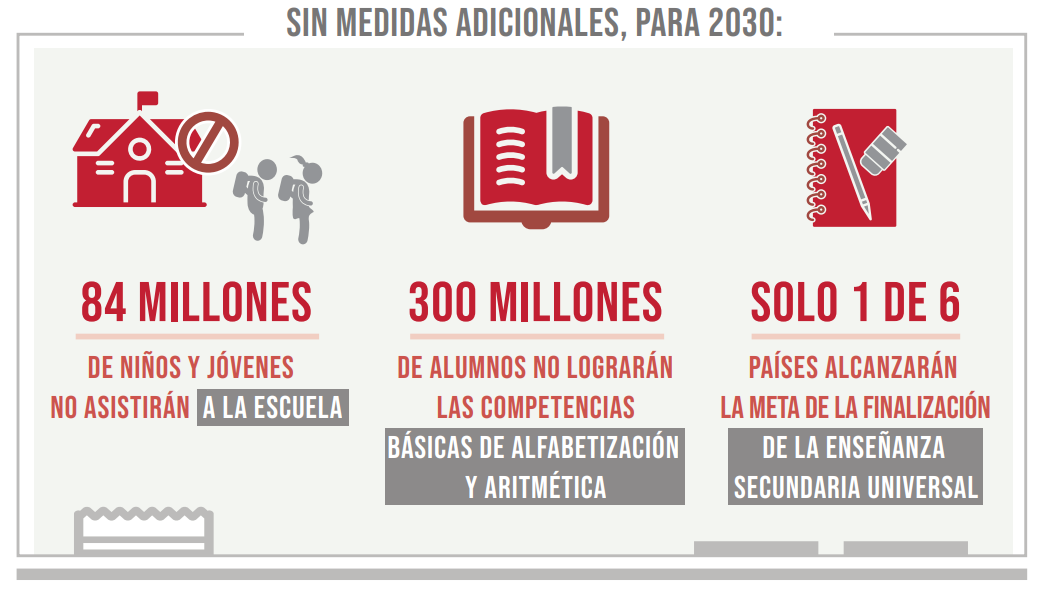 SIN MEDIDAS ADICIONALES, PARA 2030:
84 MILLONES
DE NIÑOS Y JÓVENES
NO ASISTIRÁN A LA ESCUELA
300 MILLONES
DE ALUMNOS NO LOGRARÁN
LAS COMPETENCIAS
BÁSICAS DE ALFABETIZACIÓN
Y ARITMÉTICA
SOLO 1 DE 6
PAÍSES ALCANZARÁN
LA META DE LA FINALIZACIÓN
DE LA ENSEÑANZA
SECUNDARIA UNIVERSAL